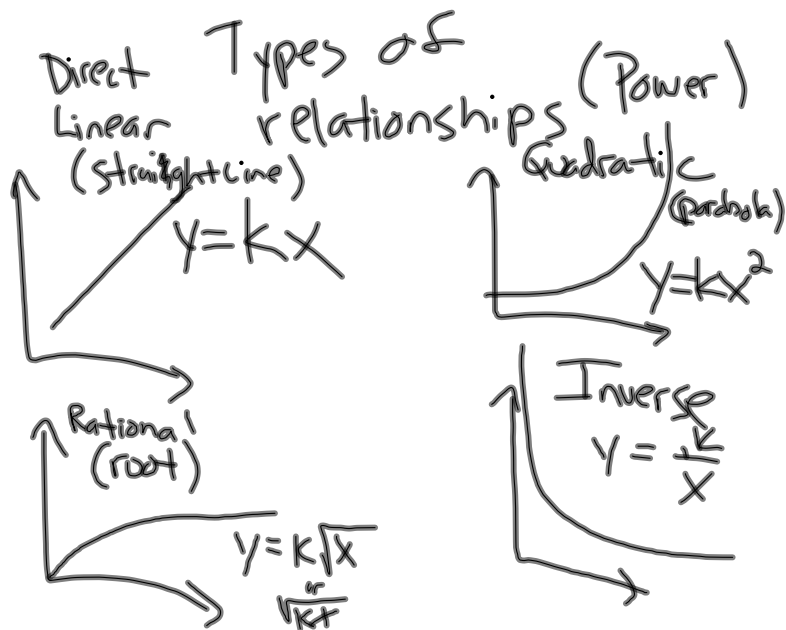 Types of
relationships
Direct
Linear
(straightLine)
y=kx
(Power)
Quadratic
(parabola)
y=kx²
Rational
(root)
y=k√x
or
√kx
Inverse
y=k/x